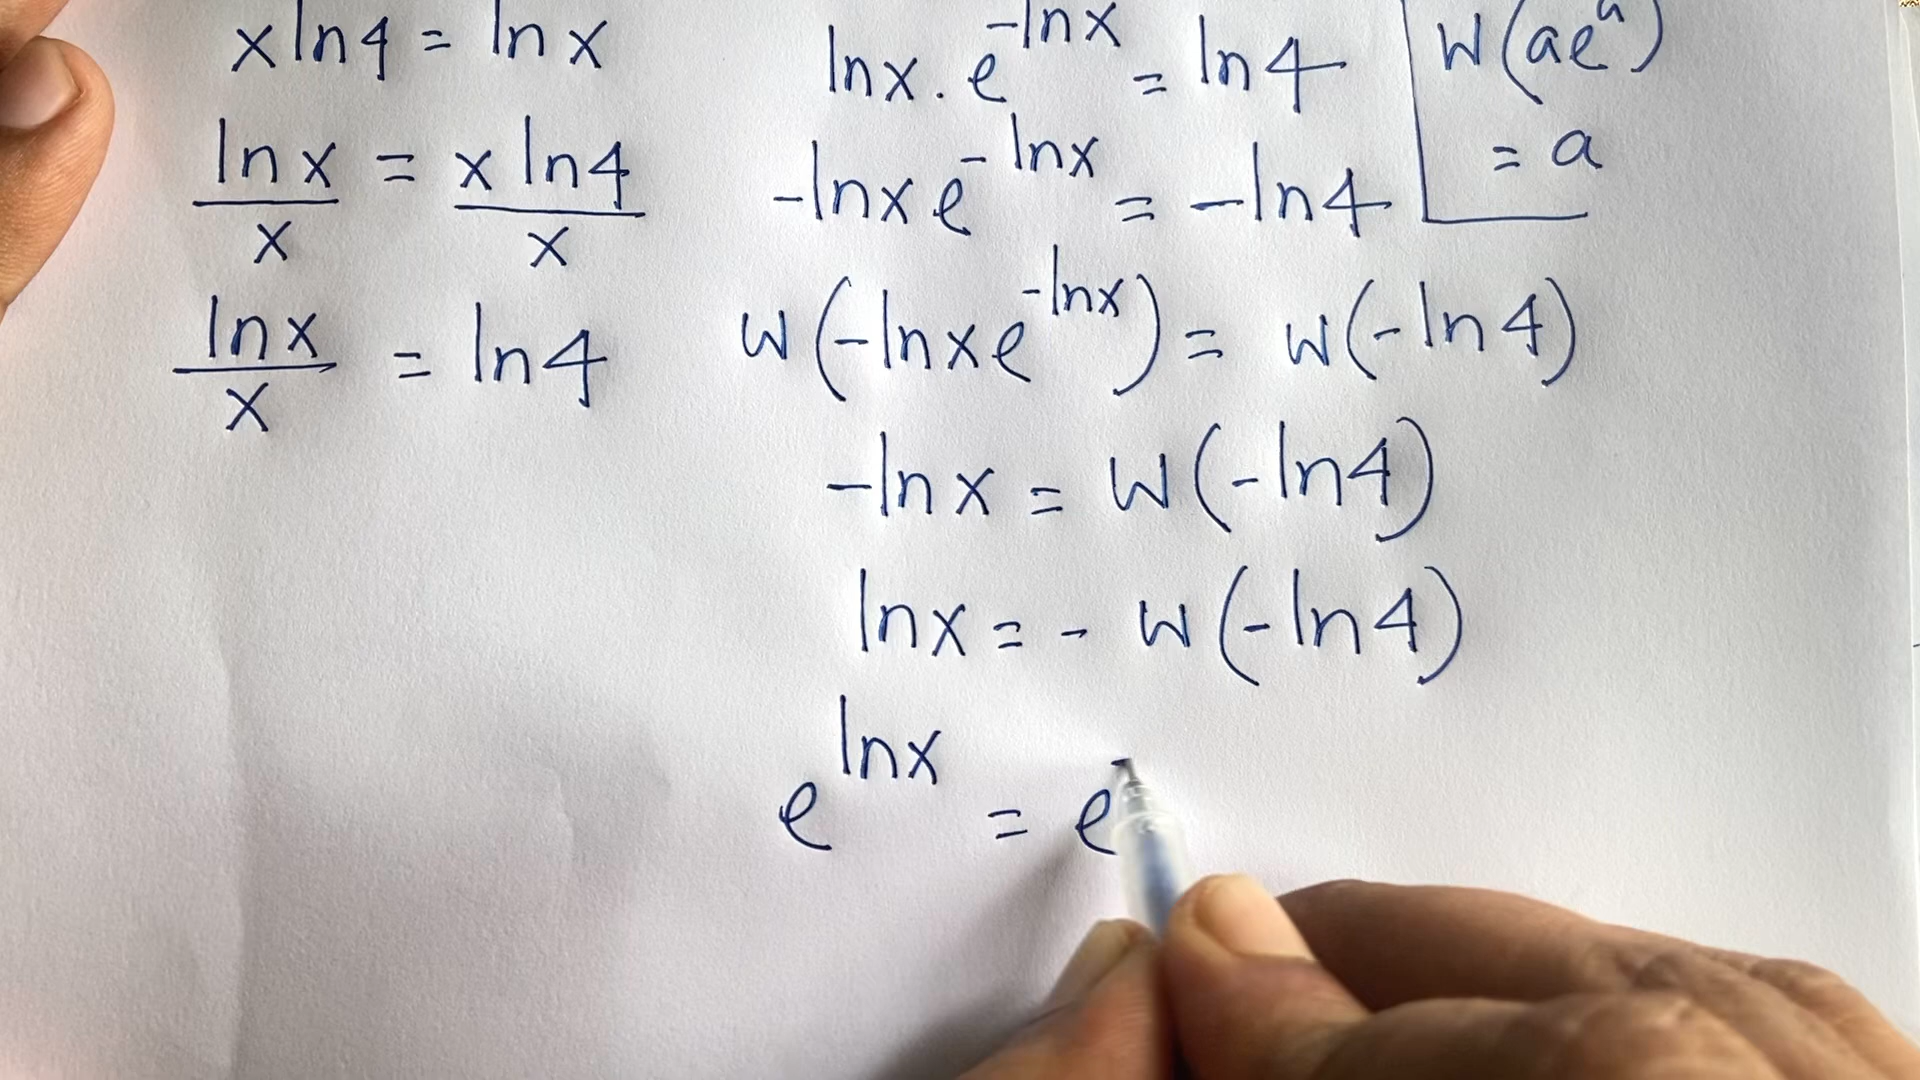 x ln4 = ln x
ln x / x = x ln4 / x
ln x / x = ln4
ln x . e^-ln x = ln4
-ln x e^-ln x = -ln4
W(-ln x e^-ln x) = W(-ln4)
-ln x = W(-ln4)
ln x = - W(-ln4)
e^ln x = e^-
W(ae^a)
= a